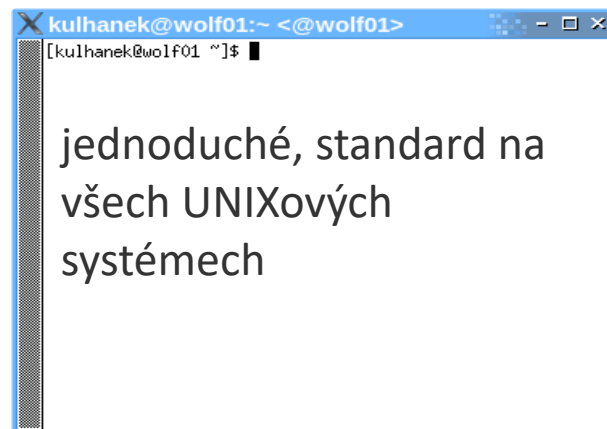 kulhanek@wolf01:~ <@wolf01>
[kulhanek@wolf01 ~]$
jednoduché, standard na
všech UNIXových
systémech